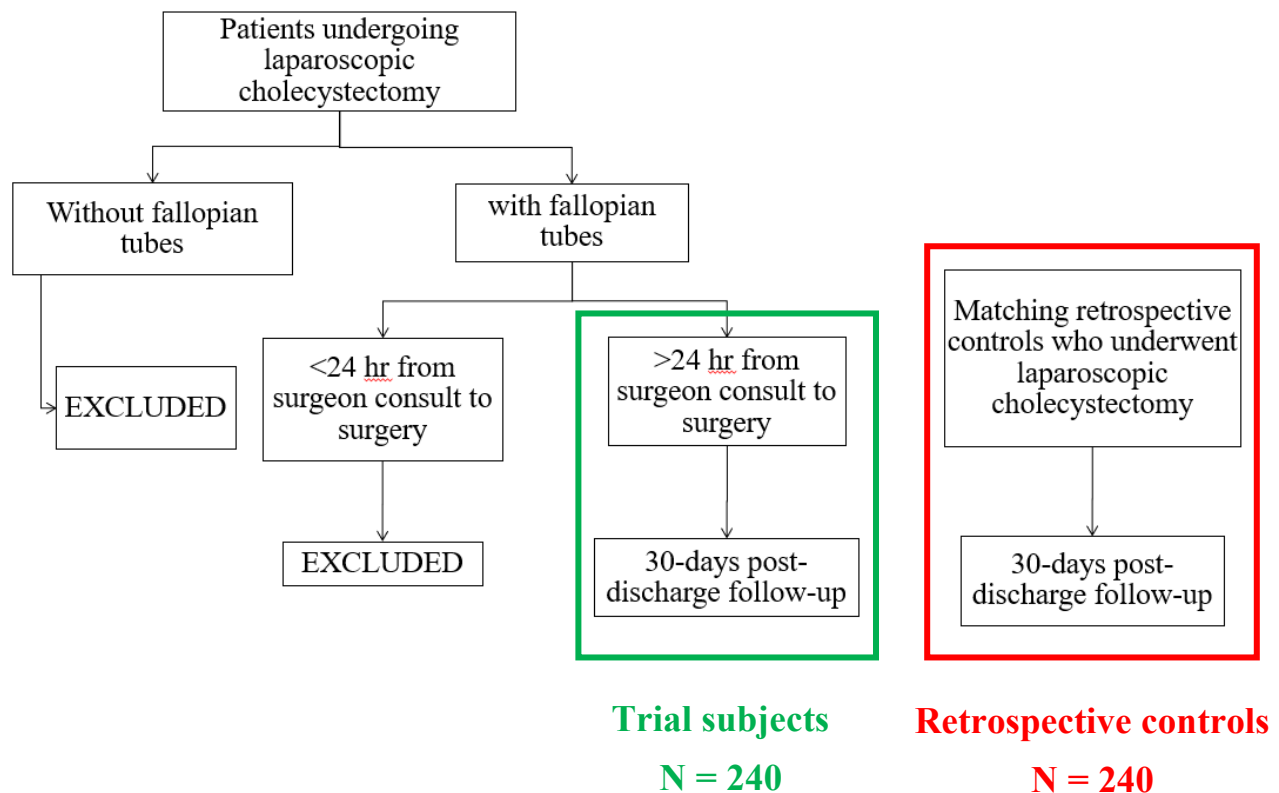 Patients undergoing
laparoscopic
cholecystectomy
Without fallopian
tubes
with fallopian
tubes
EXCLUDED
<24 hr from
surgeon consult to
surgery
EXCLUDED
>24 hr from
surgeon consult to
surgery
30-days post-
discharge follow-up
Matching retrospective
controls who underwent
laparoscopic
cholecystectomy
30-days post-
discharge follow-up
Trial subjects
N = 240
Retrospective controls
N = 240